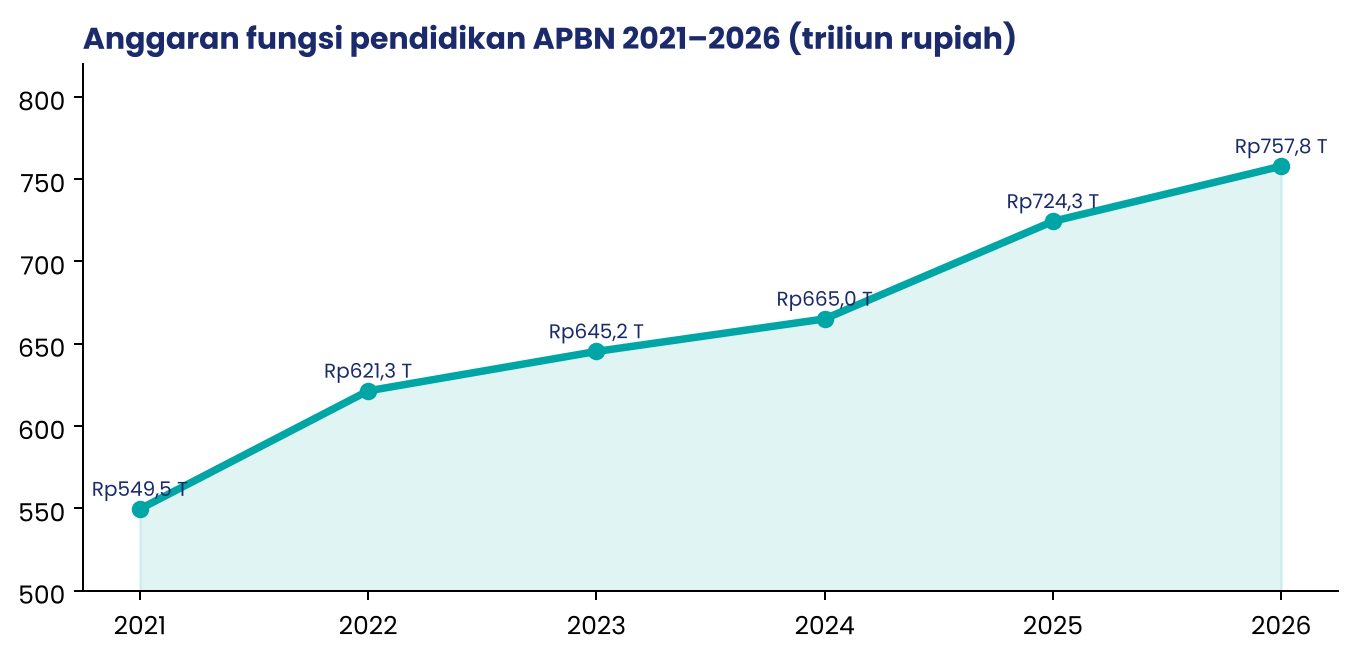 Anggaran fungsi pendidikan APBN 2021–2026 (triliun rupiah)
800
750
700
650
600
550
500
Rp549,5 T
Rp621,3 T
Rp645,2 T
Rp665,0 T
Rp724,3 T
Rp757,8 T
2021
2022
2023
2024
2025
2026